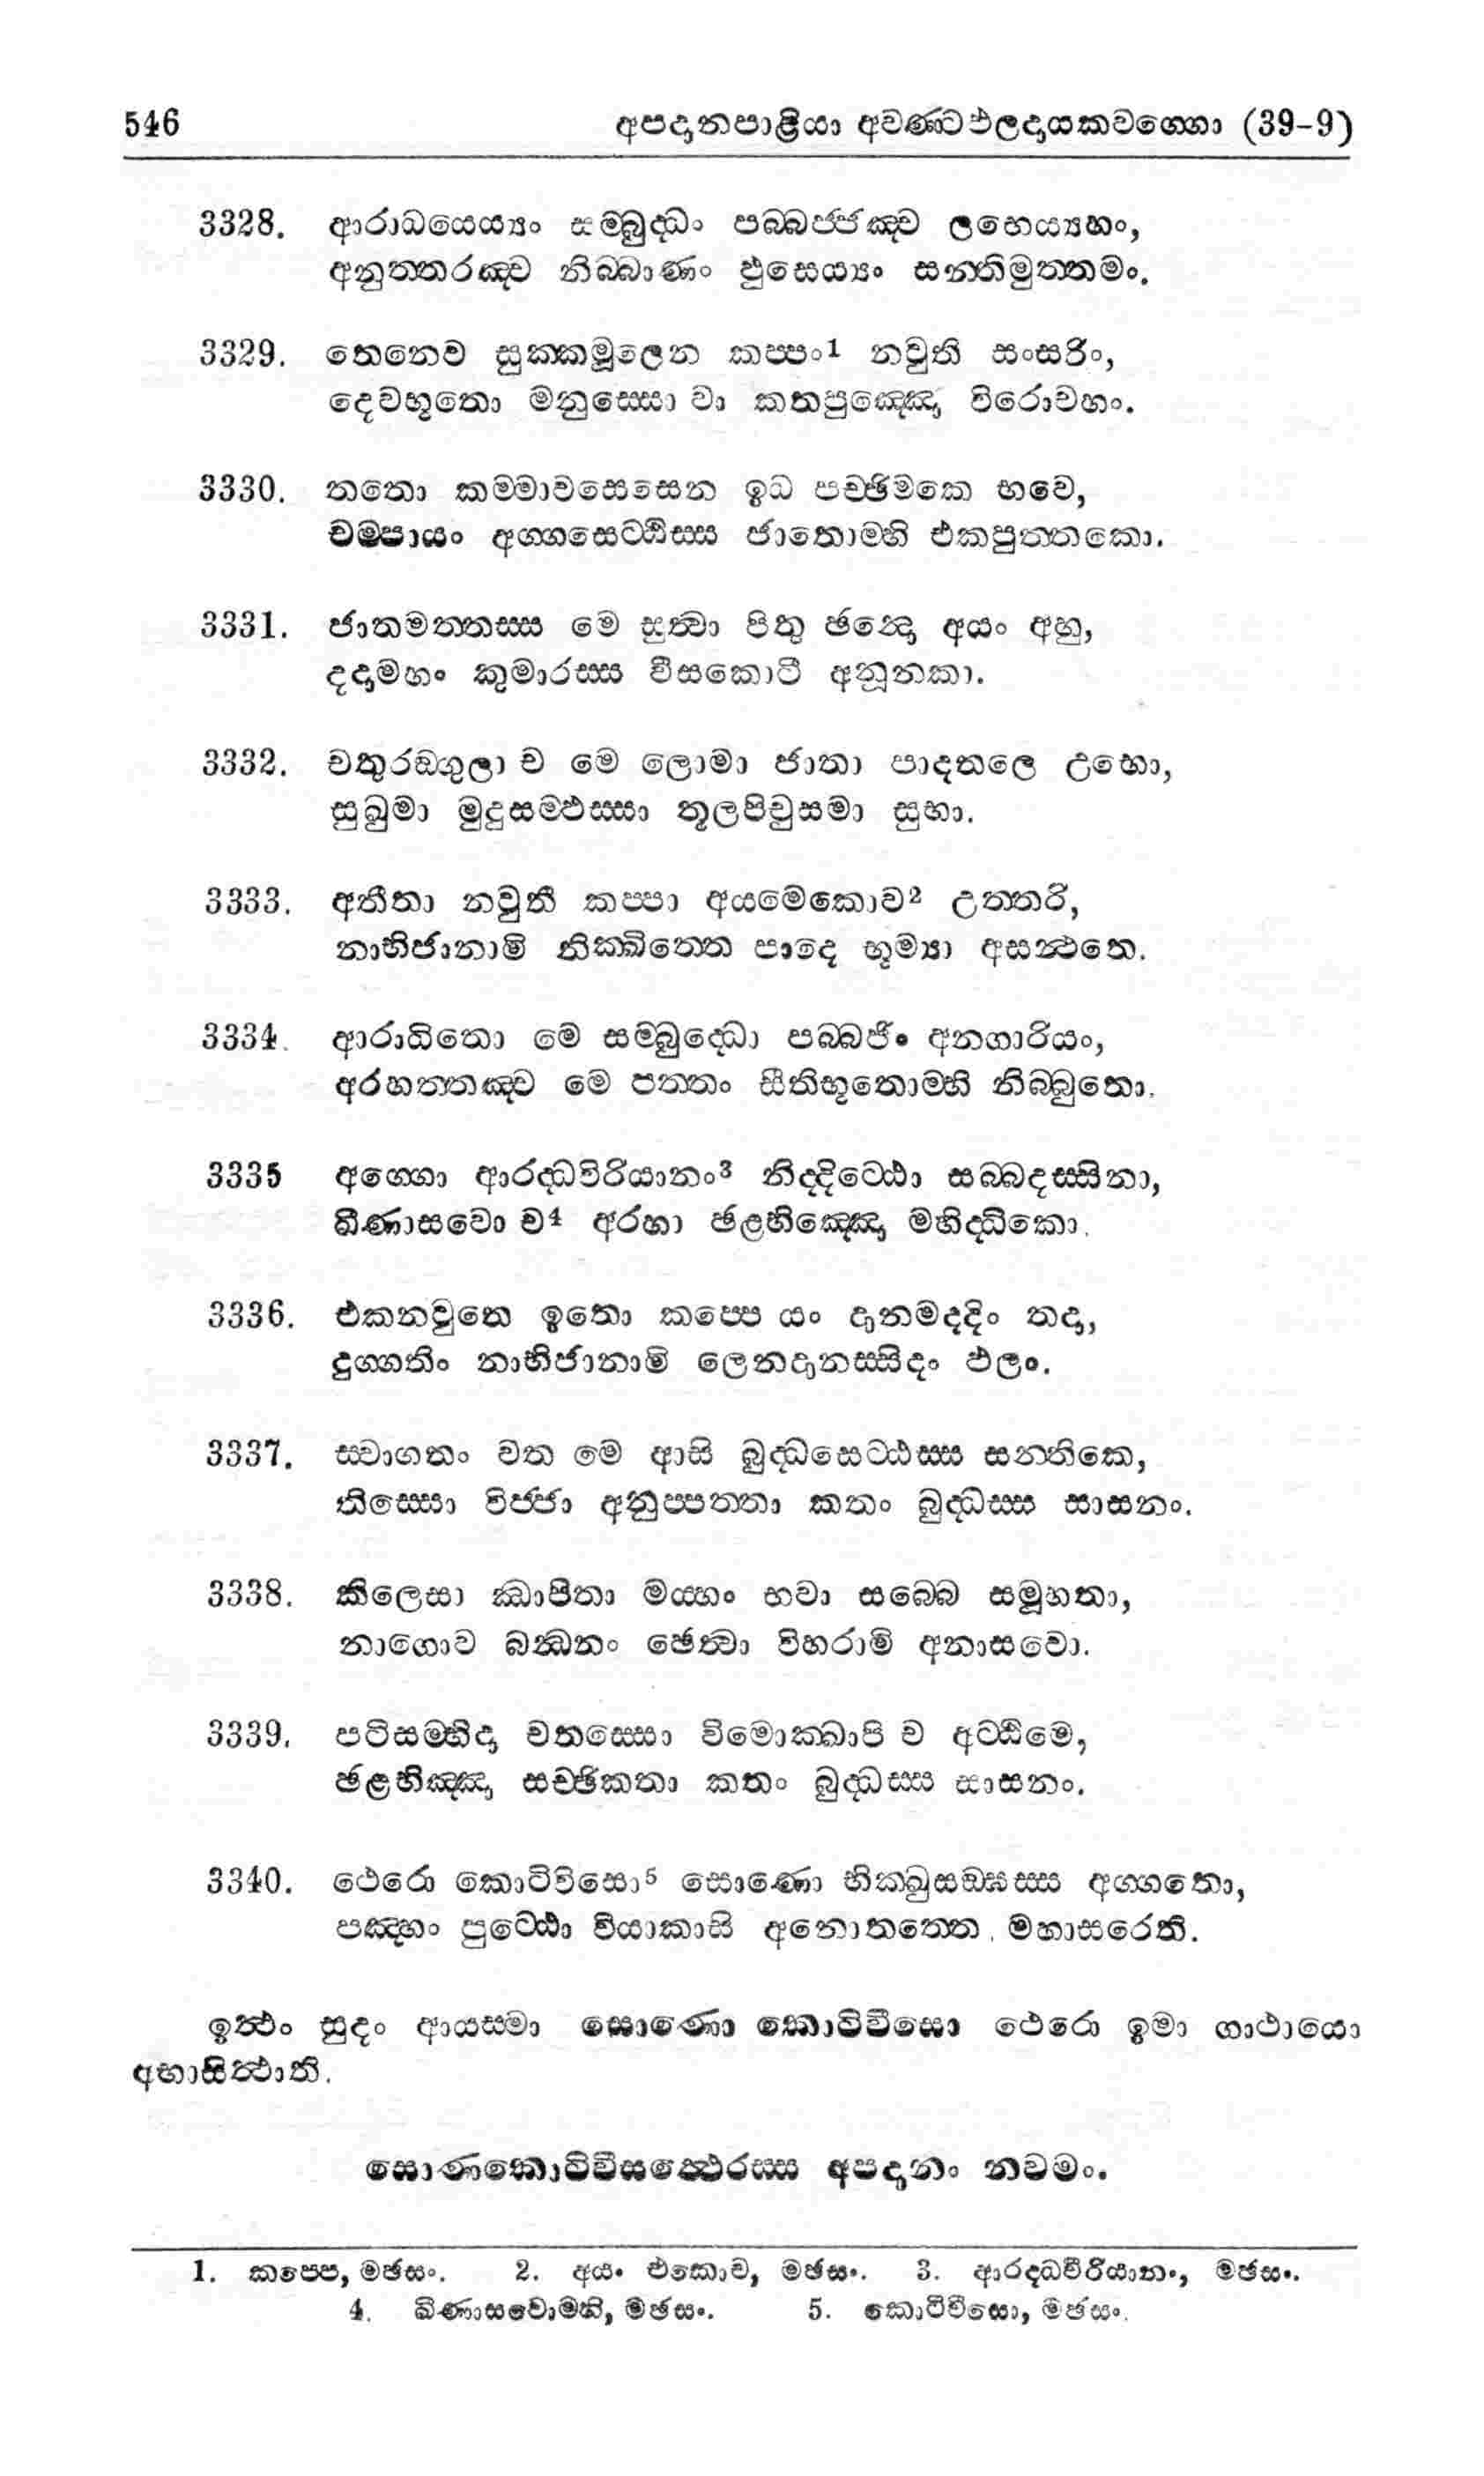 546 අපදානපාළියා අවණ්ටඵලදායකවග්ගො (39-9)
3328. ආරාධයෙය්‍යං සම්බුද්ධං පබ්බජ්ජඤ්ච ලභෙය්‍යහං,
අනුත්තරඤ්ච නිබ්බාණං ඵුසෙය්‍යං සන්තිමුත්තමං.
3329. තෙනෙව සුක්කමූලෙන කප්පං1 නවුති සංසරිං,
දෙවභූතො මනුස්සො වා කතපුඤ්ඤො විරොචහං.
3330. තතො කම්මාවසෙසෙන ඉධ පච්ඡිමකෙ භවෙ,
චම්පායං අග්ගසෙට්ඨිස්ස ජාතොම්හි එකපුත්තකො.
3331. ජාතමත්තස්ස මෙ සුත්වා පිතු ඡන්දො අයං අහු,
දදාමහං කුමාරස්ස වීසකොටී අනූනකා.
3332. චතුරඞ්ගුලා ච මෙ ලොමා ජාතා පාදතලෙ උභො,
සුඛුමා මුදුසම්ඵස්සා තූලපිචුසමා සුභා.
3333. අතීතා නවුතී කප්පා අයමෙකොව2 උත්තරි,
නාභිජානාමි නික්ඛිත්තෙ පාදෙ භූම්‍යා අසන්ථතෙ.
3334. ආරාධිතො මෙ සම්බුද්ධො පබ්බජිං අනගාරියං,
අරහත්තඤ්ච මෙ පත්තං සීතිභූතොම්හි නිබ්බුතො.
3335 අග්ගො ආරද්ධවිරියානං3 නිද්දිට්ඨො සබ්බදස්සිනා,
ඛීණාසවො ච4 අරහා ඡළභිඤ්ඤො මහිද්ධිකො.
3336. එකනවුතෙ ඉතො කප්පෙ යං දානමදදිං තදා,
දුග්ගතිං නාභිජානාමි ලෙනදානස්සිදං ඵලං.
3337. ස්වාගතං වත මෙ ආසි බුද්ධසෙට්ඨස්ස සන්තිකෙ,
තිස්සො විජ්ජා අනුප්පත්තා කතං බුද්ධස්ස සාසනං.
3338. කිලෙසා ඣාපිතා මය්හං භවා සබ්බෙ සමූහතා,
නාගොව බන්ධනං ඡෙත්වා විහරාමි අනාසවො.
3339. පටිසම්භිදා චතස්සො විමොක්ඛාපි ච අට්ඨිමෙ,
ඡළභිඤ්ඤා සච්ඡිකතා කතං බුද්ධස්ස සාසනං.
3340. ථෙරො කොටිවිසො5 සොණො භික්ඛුසඞ්ඝස්ස අග්ගතො,
පඤ්හං පුට්ඨො වියාකාසි අනොතත්තෙ මහාසරෙති.
ඉත්ථං සුදං ආයස්මා සොණො කොටිවීසො ථෙරො ඉමා ගාථායො
අභාසිත්ථාති.
සොණකොටිවීසත්ථෙරස්ස අපදානං නවමං.
1. කප්පෙ, මඡසං. 2. අයං එකොච, මඡසං. 3. ආරද්ධවීරියානං, මඡසං.
4. ඛීණාසවොම්හි, මඡසං. 5. කොටිවීසො, මඡසං.